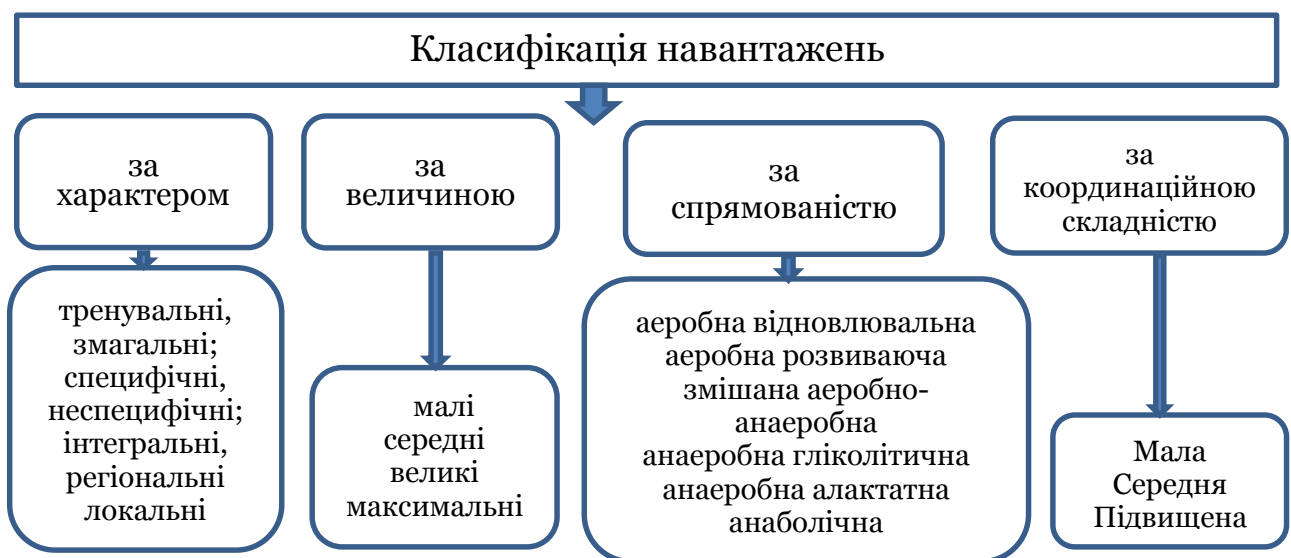 Класифікація навантажень
за
характером
за
величиною
за
спрямованістю
за
координаційною
складністю
тренувальні,
змагальні;
специфічні,
неспецифічні;
інтегральні,
регіональні
локальні
малі
середні
великі
максимальні
аеробна відновлювальна
аеробна розвиваюча
змішана аеробно-
анаеробна
анаеробна гліколітична
анаеробна алактатна
анаболічна
Мала
Середня
Підвищена